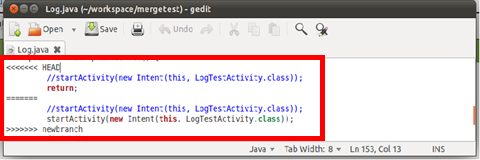 Log.java (~/workspace/mergetest) - gedit
Open Save Undo
Log.java
<<<<<<< HEAD
//startActivity(new Intent(this, LogTestActivity.class));
return;
=======
//startActivity(new Intent(this, LogTestActivity.class));
startActivity(new Intent(this. LogTestActivity.class));
>>>>>>> newbranch
Java Tab Width: 8 Ln 153, Col 13 INS